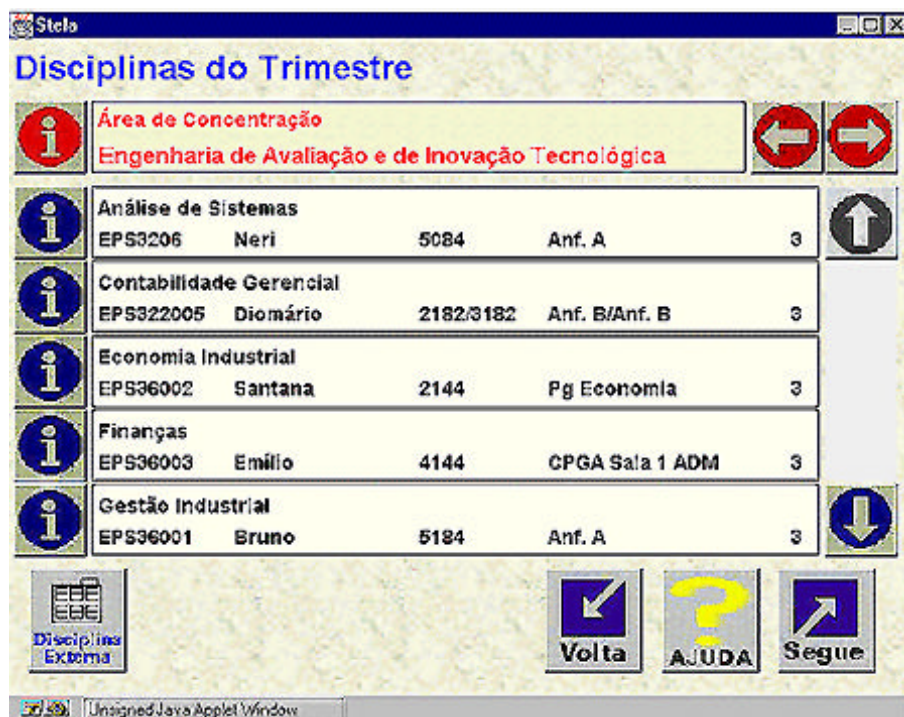 Stela
Disciplinas do Trimestre
Área de Concentração
Engenharia de Avaliação e de Inovação Tecnológica
Análise de Sistemas
EPS3206 Neri 5084 Anf. A 3
Contabilidade Gerencial
EPS322005 Diomário 2182/3182 Anf. B/Anf. B 3
Economia Industrial
EPS36002 Santana 2144 Pg Economia 3
Finanças
EPS36003 Emílio 4144 CPGA Sala 1 ADM 3
Gestão Industrial
EPS36001 Bruno 5184 Anf. A 3
Disciplina
Externa
Volta
AJUDA
Segue
Unsigned Java Applet Window